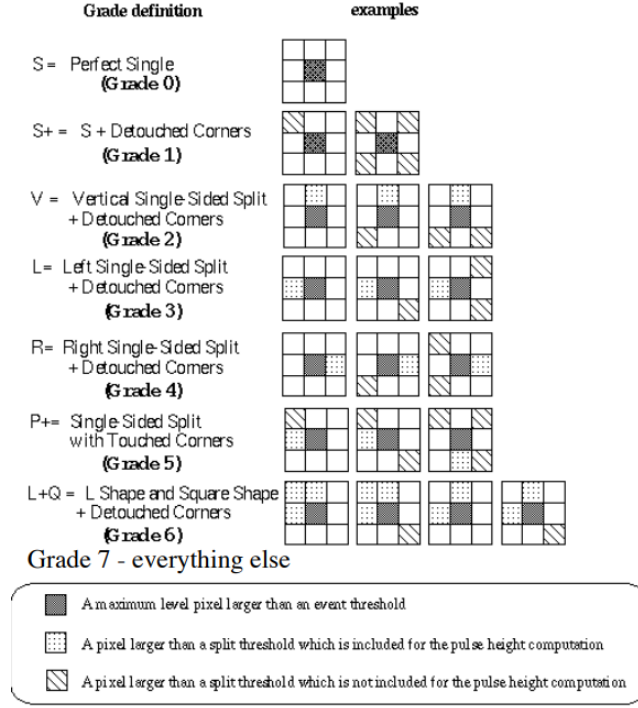 Grade definition examples
S = Perfect Single
(Grade 0)
S+= S + Detouched Corners
(Grade 1)
V = Vertical Single-Sided Split
+ Detouched Corners
(Grade 2)
L= Left Single-Sided Split
+ Detouched Corners
(Grade 3)
R= Right Single-Sided Split
+ Detouched Corners
(Grade 4)
P+= Single-Sided Split
with Touched Corners
(Grade 5)
L+Q = L Shape and Square Shape
+ Detouched Corners
(Grade 6)
Grade 7 - everything else
A maximum level pixel larger than an event threshold
A pixel larger than a split threshold which is included for the pulse height computation
A pixel larger than a split threshold which is not included for the pulse height computation